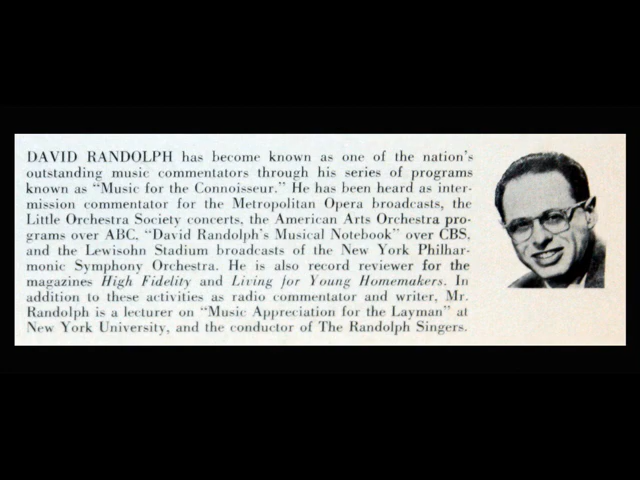 DAVID RANDOLPH has become known as one of the nation's
outstanding music commentators through his series of programs
known as "Music for the Connoisseur." He has been heard as inter-
mission commentator for the Metropolitan Opera broadcasts, the
Little Orchestra Society concerts, the American Arts Orchestra pro-
grams over ABC, "David Randolph's Musical Notebook" over CBS,
and the Lewisohn Stadium broadcasts of the New York Philhar-
monic Symphony Orchestra. He is also record reviewer for the
magazines High Fidelity and Living for Young Homemakers. In
addition to these activities as radio commentator and writer, Mr.
Randolph is a lecturer on "Music Appreciation for the Layman" at
New York University, and the conductor of The Randolph Singers.